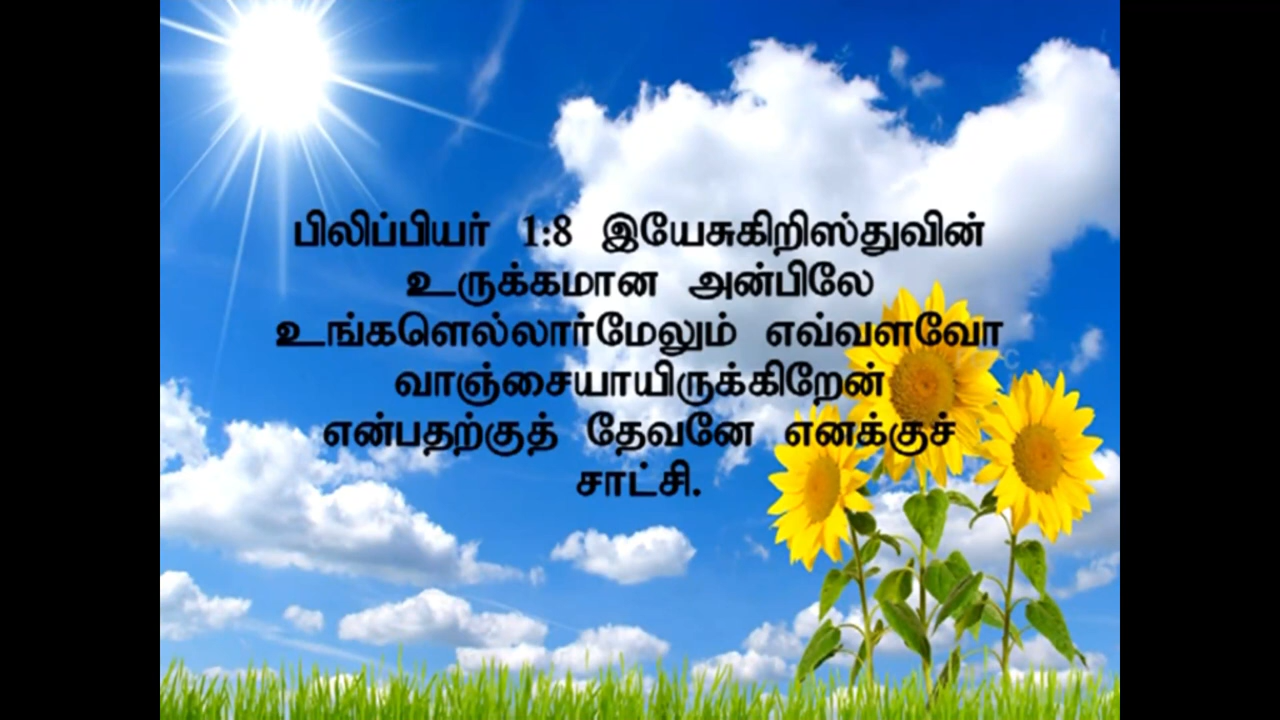 பிலிப்பியர் 1:8 இயேசுகிறிஸ்துவின்
உருக்கமான அன்பிலே
உங்களெல்லார்மேலும் எவ்வளவோ
வாஞ்சையாயிருக்கிறேன்
என்பதற்குத் தேவனே எனக்குச்
சாட்சி.